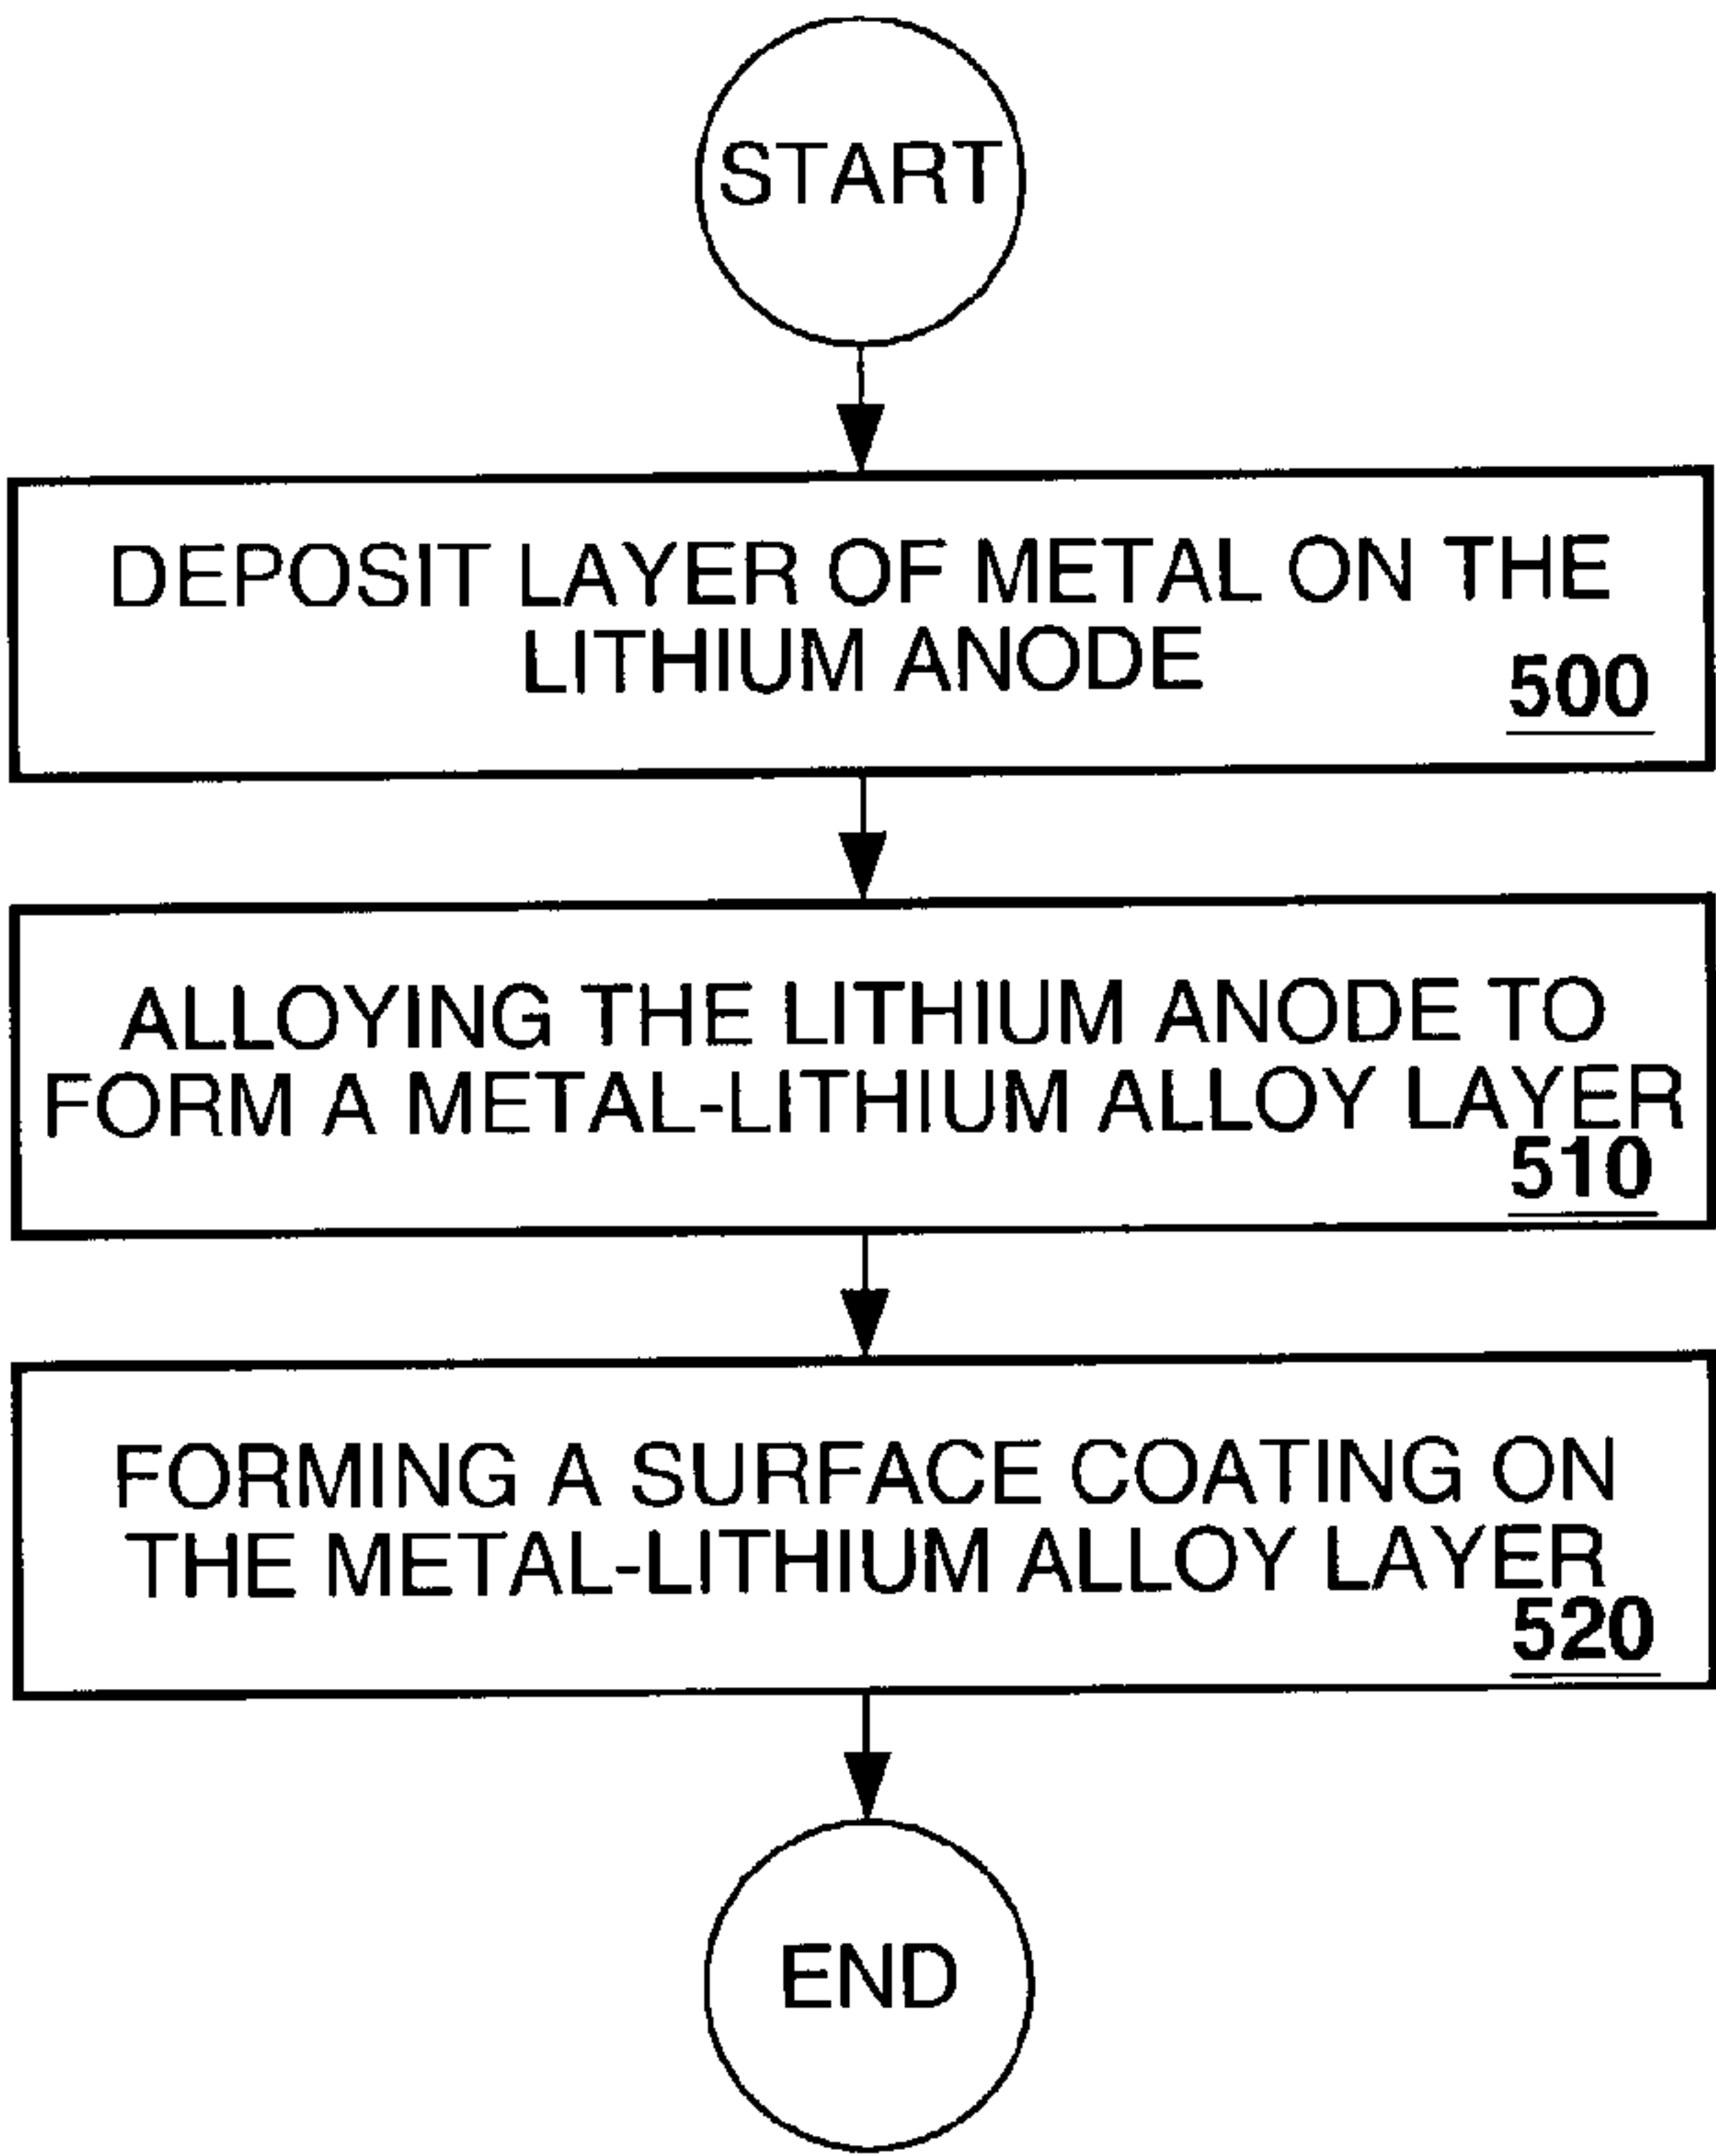 START
DEPOSIT LAYER OF METAL ON THE
LITHIUM ANODE
500
ALLOYING THE LITHIUM ANODE TO
FORM A METAL-LITHIUM ALLOY LAYER
510
FORMING A SURFACE COATING ON
THE METAL-LITHIUM ALLOY LAYER
520
END